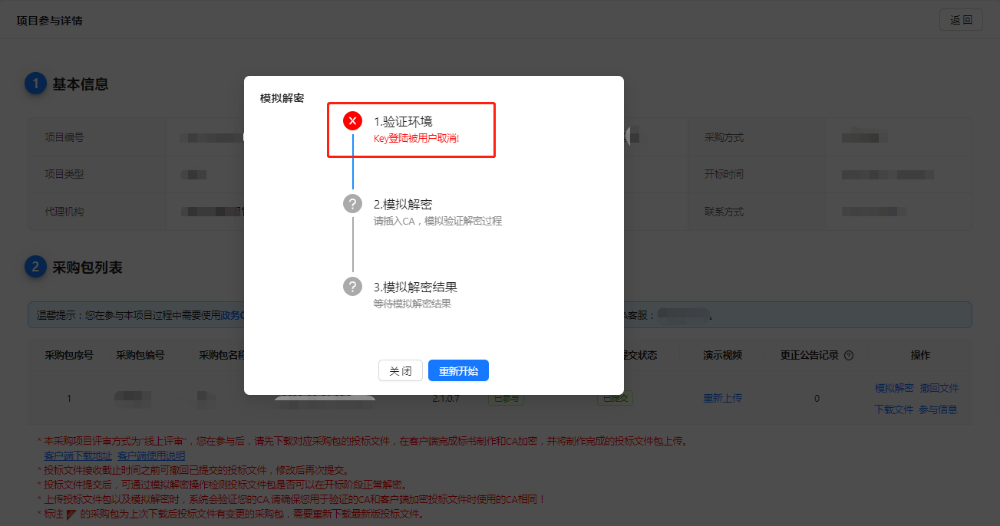 项目参与详情
返 回
1 基本信息
模拟解密
1.验证环境
Key登陆被用户取消!
项目编号
采购方式
项目类型
开标时间
代理机构
联系方式
2.模拟解密
请插入CA，模拟验证解密过程
2 采购包列表
3.模拟解密结果
等待模拟解密结果
温馨提示：您在参与本项目过程中需要使用政务
A客服：
。
采购包序号 采购包编号 采购包名称
提交状态 演示视频 更正公告记录 操作
关 闭 重新开始
1
2.1.0.7 已参与 已提交 重新上传 0
模拟解密 撤回文件
下载文件 参与信息
* 本采购项目评审方式为“线上评审”，您在参与后，请先下载对应采购包的投标文件，在客户端完成标书制作和CA加密，并将制作完成的投标文件包上传。
客户端下载地址 客户端使用说明
* 投标文件接收截止时间之前可撤回已提交的投标文件，修改后再次提交。
* 投标文件提交后，可通过模拟解密操作检测投标文件包是否可以在开标阶段正常解密。
* 上传投标文件包以及模拟解密时，系统会验证您的CA,请确保您用于验证的CA和客户端加密投标文件时使用的CA相同！
* 标注 的采购包为上次下载后投标文件有变更的采购包，需要重新下载最新版投标文件。